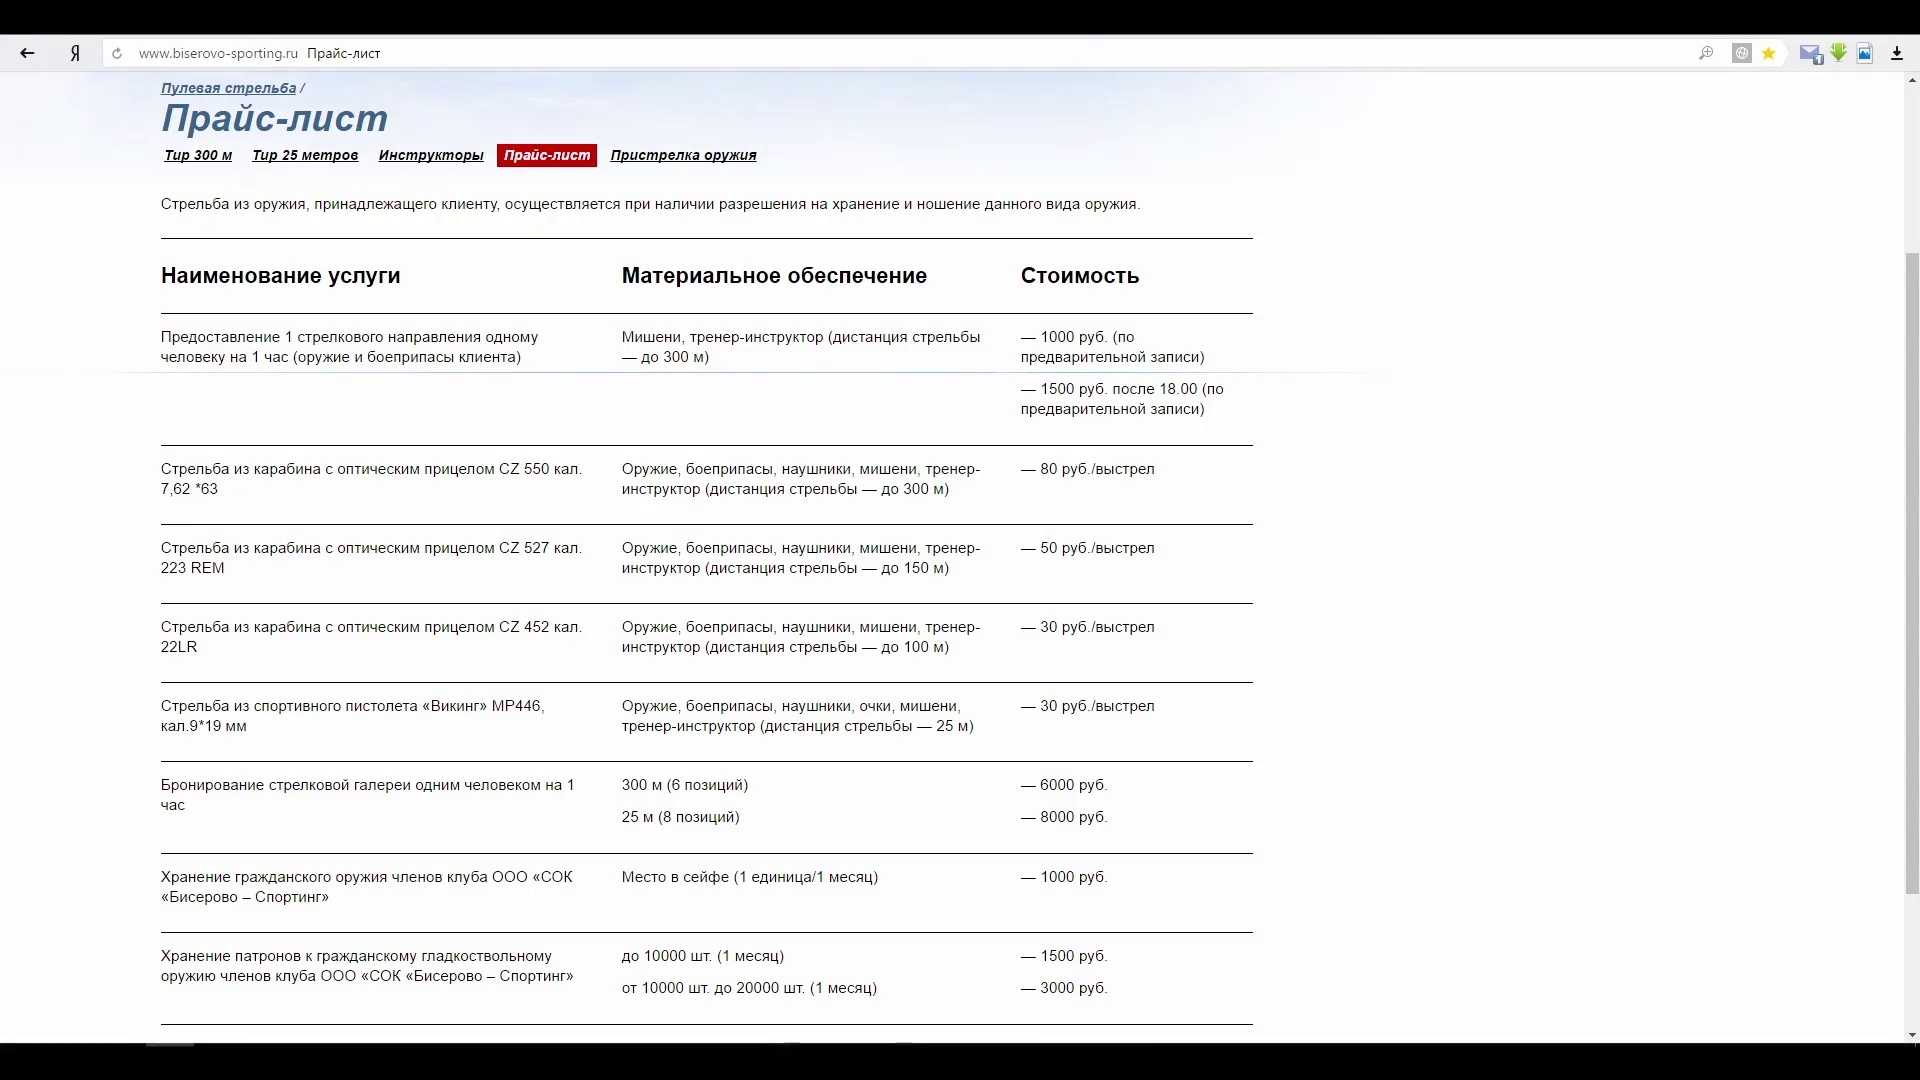 www.biserovo-sporting.ru Прайс-лист
Пулевая стрельба /
Прайс-лист
Тир 300 м Тир 25 метров Инструкторы Прайс-лист Пристрелка оружия
Стрельба из оружия, принадлежащего клиенту, осуществляется при наличии разрешения на хранение и ношение данного вида оружия.
Наименование услуги Материальное обеспечение Стоимость
Предоставление 1 стрелкового направления одному
человеку на 1 час (оружие и боеприпасы клиента)
Мишени, тренер-инструктор (дистанция стрельбы
— до 300 м)
— 1000 руб. (по
предварительной записи)
— 1500 руб. после 18.00 (по
предварительной записи)
Стрельба из карабина с оптическим прицелом CZ 550 кал.
7,62 *63
Оружие, боеприпасы, наушники, мишени, тренер-
инструктор (дистанция стрельбы — до 300 м)
— 80 руб./выстрел
Стрельба из карабина с оптическим прицелом CZ 527 кал.
223 REM
Оружие, боеприпасы, наушники, мишени, тренер-
инструктор (дистанция стрельбы — до 150 м)
— 50 руб./выстрел
Стрельба из карабина с оптическим прицелом CZ 452 кал.
22LR
Оружие, боеприпасы, наушники, мишени, тренер-
инструктор (дистанция стрельбы — до 100 м)
— 30 руб./выстрел
Стрельба из спортивного пистолета «Викинг» МР446,
кал.9*19 мм
Оружие, боеприпасы, наушники, очки, мишени,
тренер-инструктор (дистанция стрельбы — 25 м)
— 30 руб./выстрел
Бронирование стрелковой галереи одним человеком на 1
час
300 м (6 позиций)
— 6000 руб.
25 м (8 позиций)
— 8000 руб.
Хранение гражданского оружия членов клуба ООО «СОК
«Бисерово – Спортинг»
Место в сейфе (1 единица/1 месяц)
— 1000 руб.
Хранение патронов к гражданскому гладкоствольному
оружию членов клуба ООО «СОК «Бисерово – Спортинг»
до 10000 шт. (1 месяц)
— 1500 руб.
от 10000 шт. до 20000 шт. (1 месяц)
— 3000 руб.